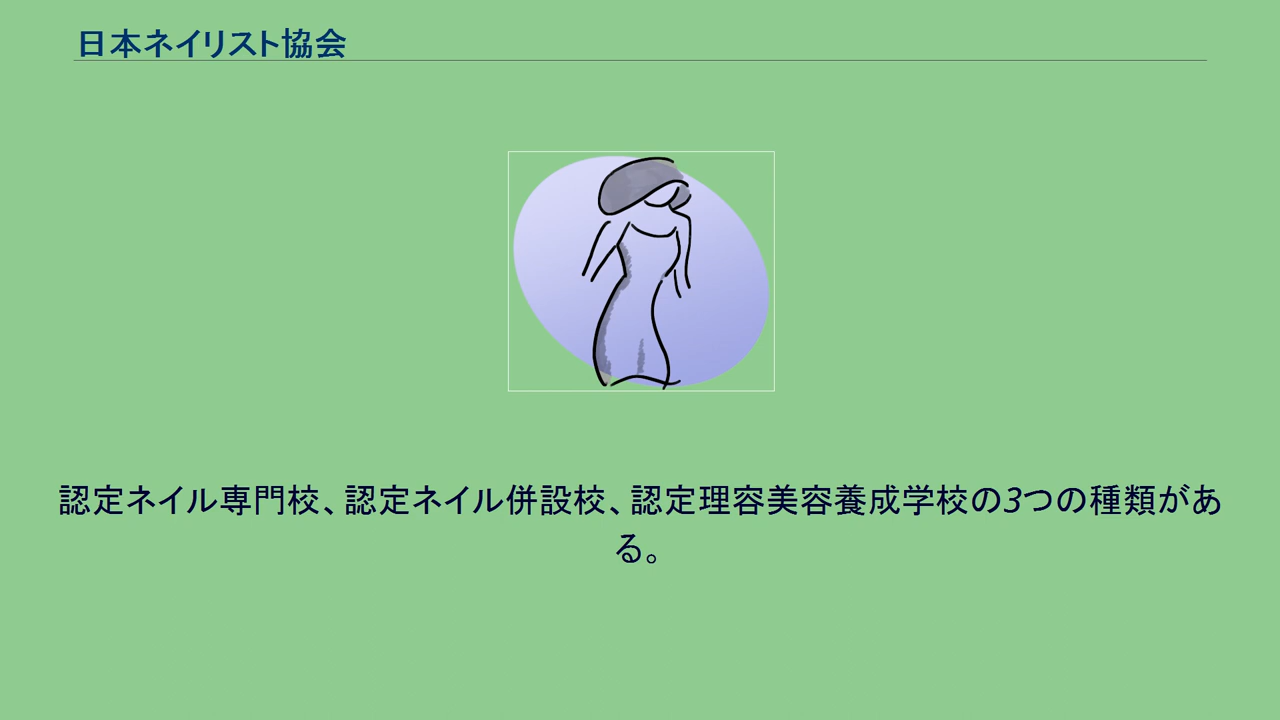 日本ネイリスト協会
認定ネイル専門校、認定ネイル併設校、認定理容美容養成学校の3つの種類があ
る。